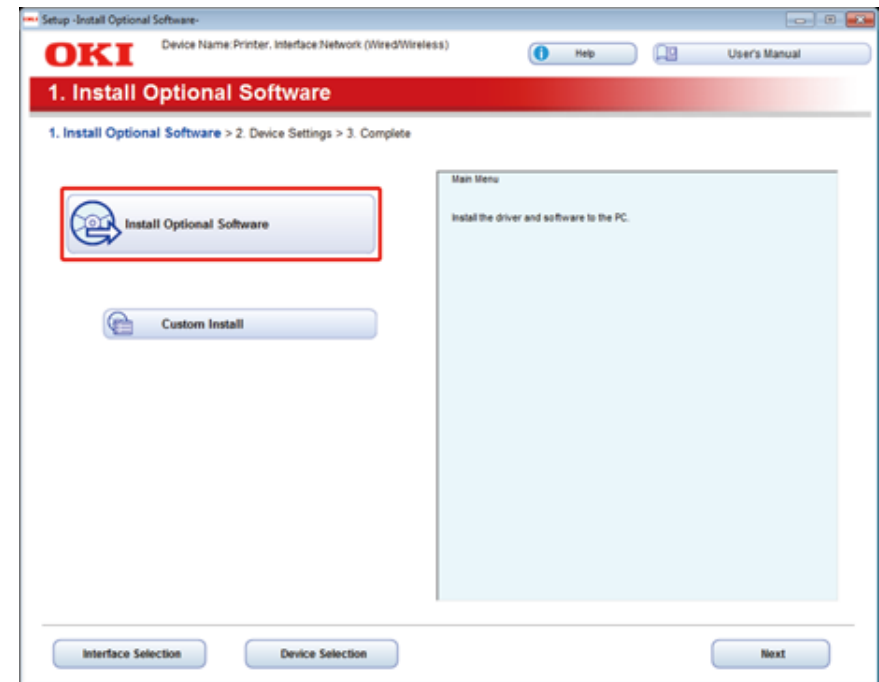 OKI Setup -Install Optional Software-
OKI
Device Name:Printer, Interface:Network (Wired/Wireless)
Help
User's Manual
1. Install Optional Software
1. Install Optional Software > 2. Device Settings > 3. Complete
Main Menu
Install Optional Software
Install the driver and software to the PC.
Custom Install
Interface Selection
Device Selection
Next